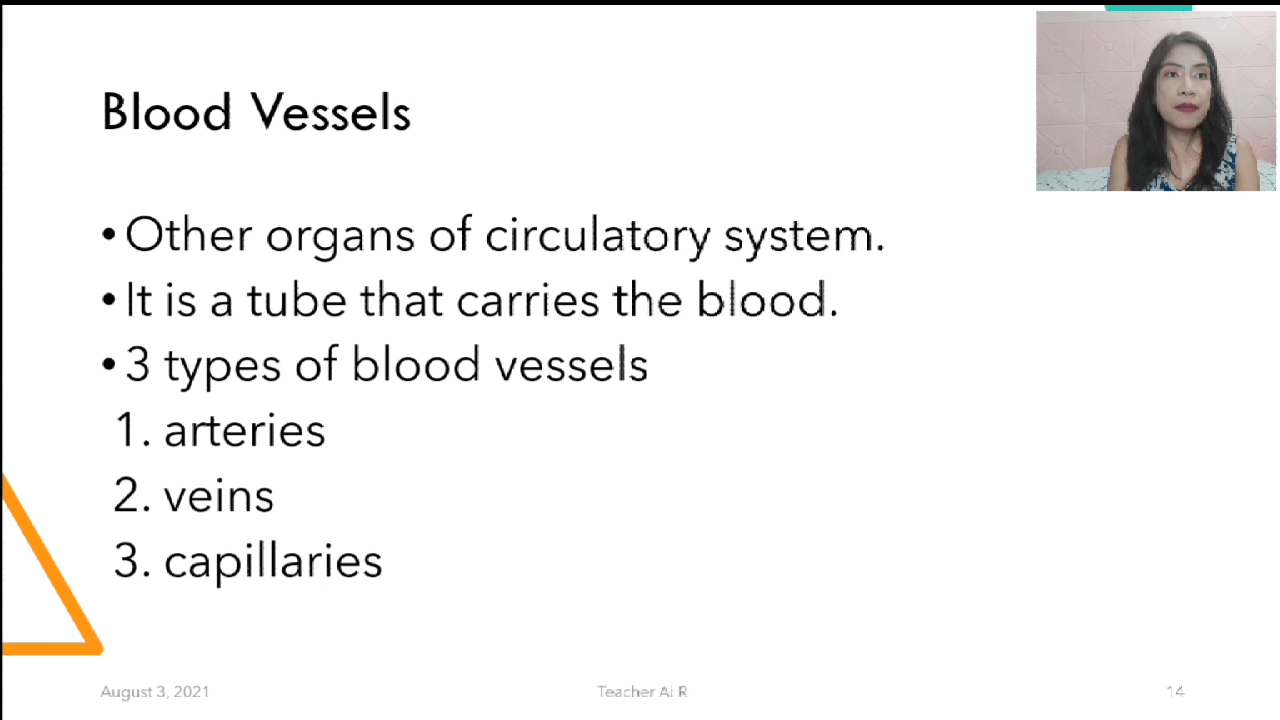 Blood Vessels
• Other organs of circulatory system.
• It is a tube that carries the blood.
• 3 types of blood vessels
1. arteries
2. veins
3. capillaries
August 3, 2021
Teacher Ai R
14